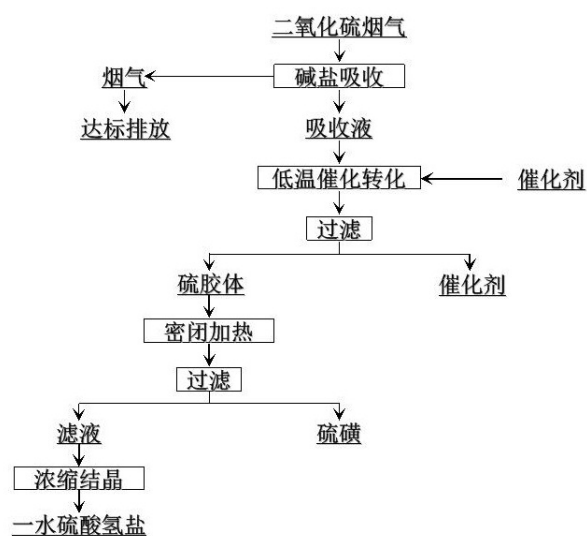 二氧化硫烟气
烟气
碱盐吸收
达标排放
吸收液
低温催化转化
催化剂
过滤
硫胶体
催化剂
密闭加热
过滤
滤液
硫磺
浓缩结晶
一水硫酸氢盐